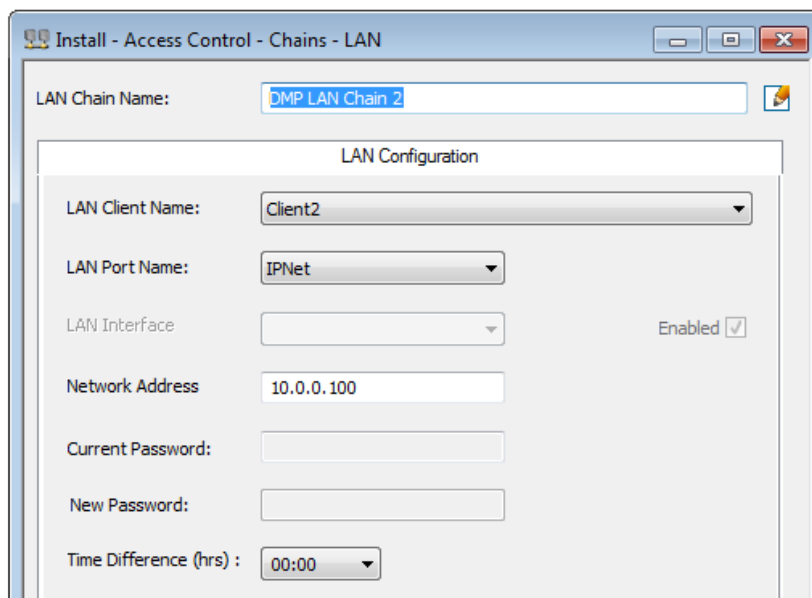 Install - Access Control - Chains - LAN
LAN Chain Name: DMP LAN Chain 2
LAN Configuration
LAN Client Name: Client2
LAN Port Name: IPNet
LAN Interface Enabled
Network Address 10.0.0.100
Current Password:
New Password:
Time Difference (hrs) : 00:00